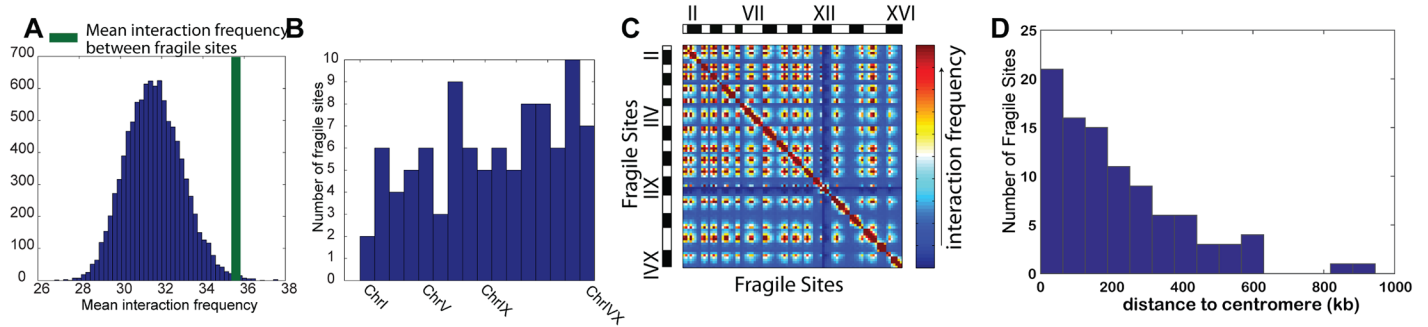 A
Mean interaction frequency
between fragile sites
700
600
500
400
300
200
100
0
26 28 30 32 34 36 38
Mean interaction frequency
B
Number of fragile sites
10
9
8
7
6
5
4
3
2
1
0
ChrI ChrV ChrIX ChrIVX
C
II VII XII XVI
Fragile Sites
II
IIV
IIX
IVX
Fragile Sites
interaction frequency
D
Number of Fragile Sites
25
20
15
10
5
0
0 200 400 600 800 1000
distance to centromere (kb)